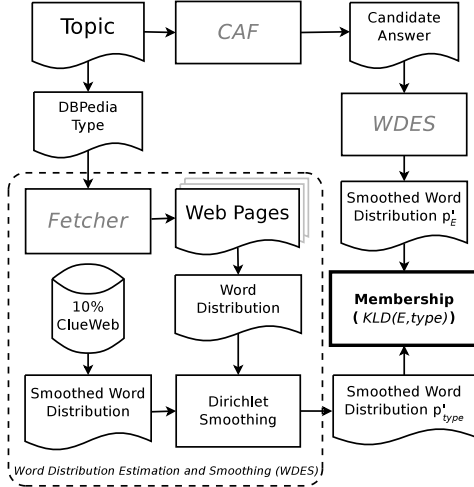 Topic
CAF
Candidate
Answer
DBPedia
Type
WDES
Fetcher
Web Pages
Smoothed Word
Distribution p'E
10%
ClueWeb
Word
Distribution
Membership
( KLD(E,type) )
Smoothed Word
Distribution
Dirichlet
Smoothing
Smoothed Word
Distribution p'type
Word Distribution Estimation and Smoothing (WDES)